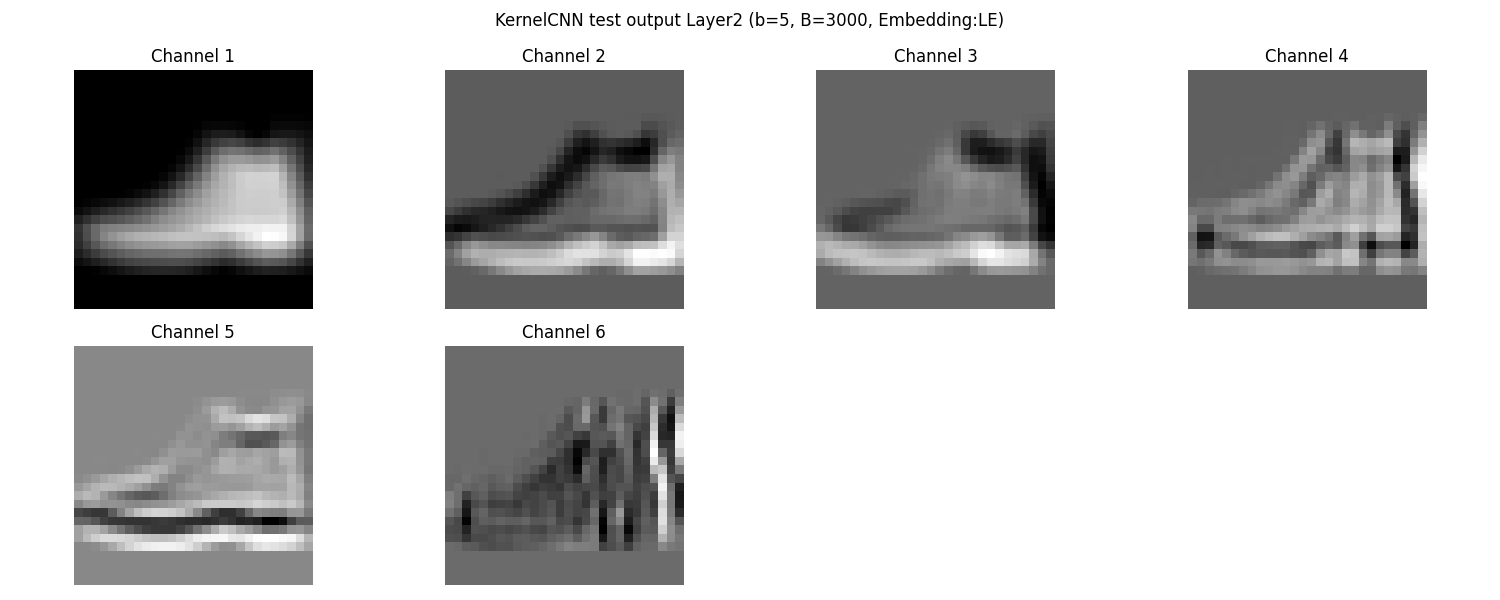 KernelCNN test output Layer2 (b=5, B=3000, Embedding:LE)
Channel 1
Channel 2
Channel 3
Channel 4
Channel 5
Channel 6